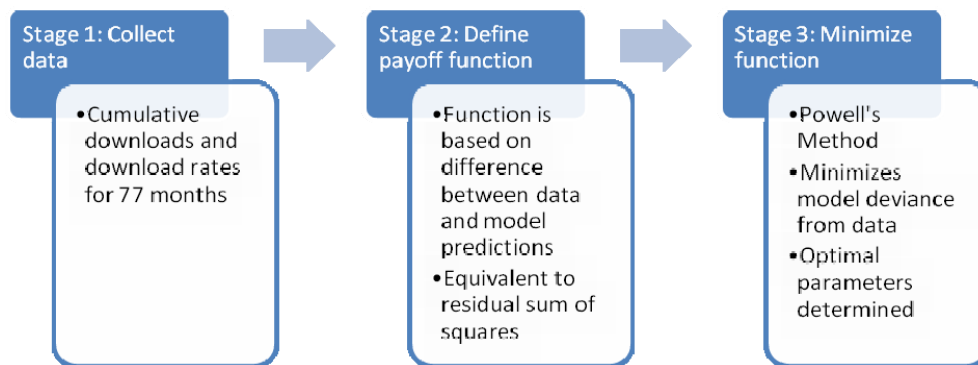 Stage 1: Collect
data
•Cumulative
downloads and
download rates
for 77 months
Stage 2: Define
payoff function
•Function is
based on
difference
between data
and model
predictions
•Equivalent to
residual sum of
squares
Stage 3: Minimize
function
•Powell's
Method
•Minimizes
model deviance
from data
•Optimal
parameters
determined